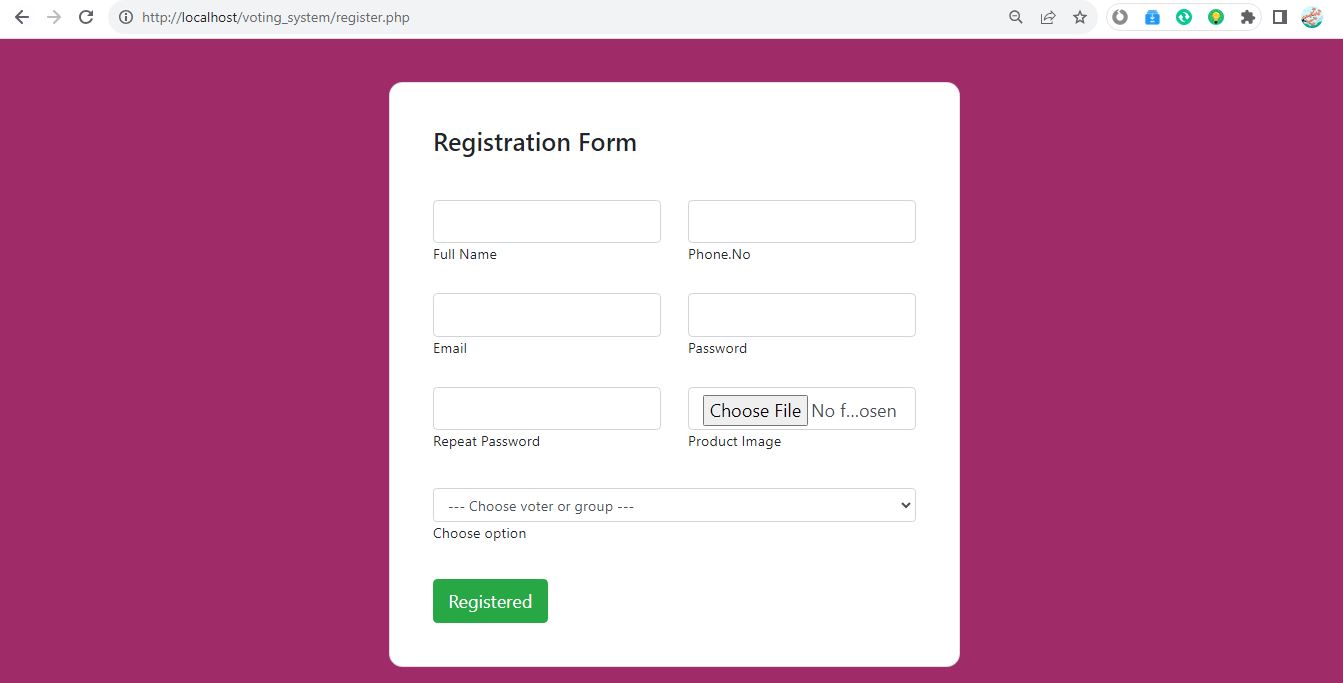 http://localhost/voting_system/register.php
Registration Form
Full Name
Phone.No
Email
Password
Choose File No f...osen
Repeat Password
Product Image
--- Choose voter or group ---
Choose option
Registered